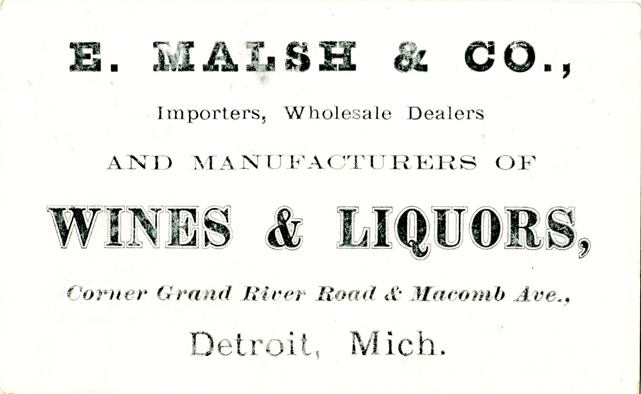 E. MALSH & CO.,
Importers, Wholesale Dealers
AND MANUFACTURERS OF
WINES & LIQUORS,
Corner Grand River Road & Macomb Ave.,
Detroit, Mich.